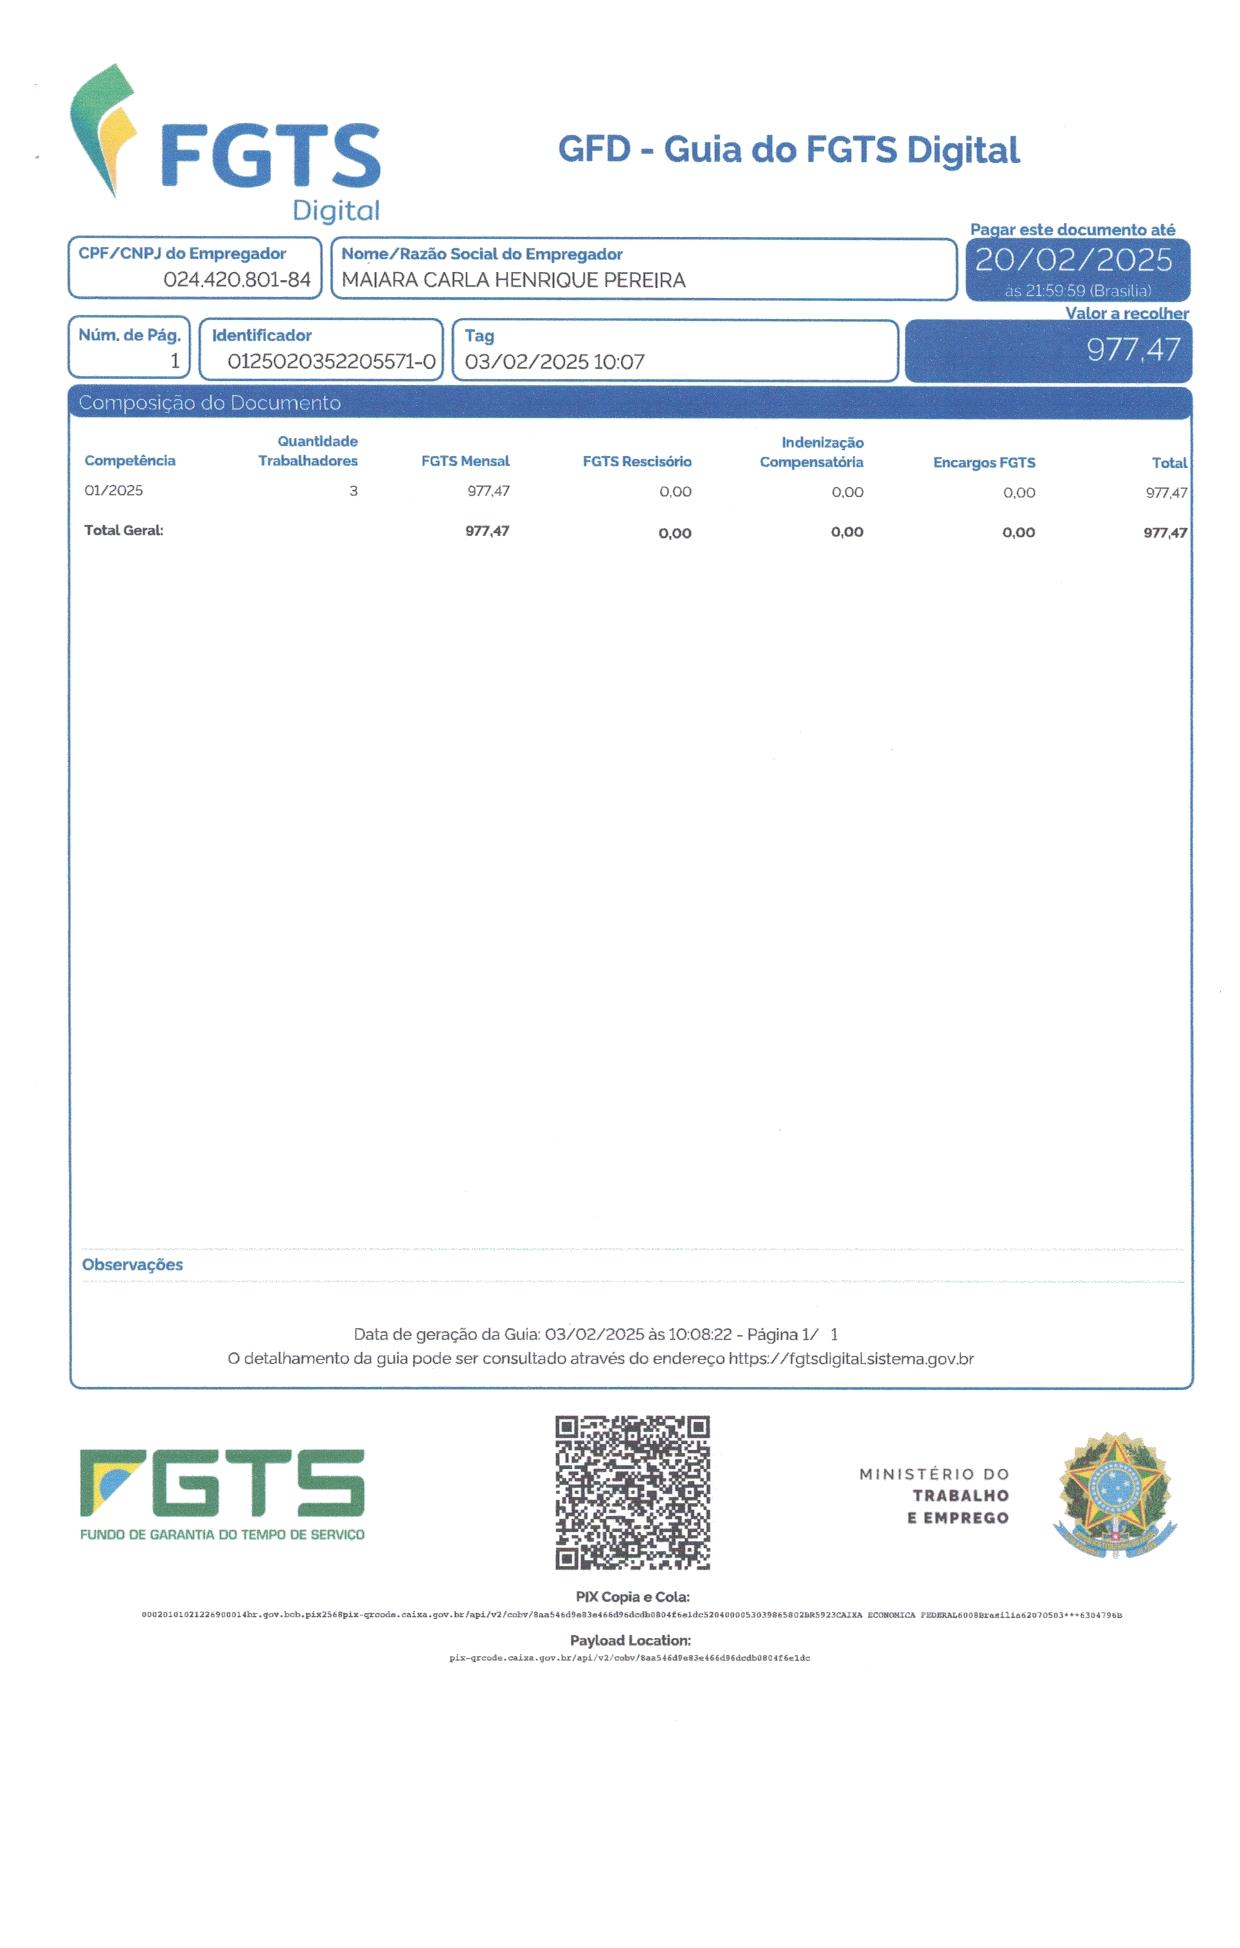 FGTS
Digital
GFD - Guia do FGTS Digital
Pagar este documento até
CPF/CNPJ do Empregador
024.420.801-84
Nome/Razão Social do Empregador
MAIARA CARLA HENRIQUE PEREIRA
20/02/2025
às 21:59:59 (Brasília)
Valor a recolher
Núm. de Pág.
1
Identificador
0125020352205571-0
Tag
03/02/2025 10:07
977,47
Composição do Documento
Competência Quantidade Trabalhadores FGTS Mensal FGTS Rescisório Indenização Compensatória Encargos FGTS Total
01/2025 3 977,47 0,00 0,00 0,00 977,47
Total Geral: 977,47 0,00 0,00 0,00 977,47
Observações
Data de geração da Guia: 03/02/2025 às 10:08:22 - Página 1/ 1
O detalhamento da guia pode ser consultado através do endereço https://fgtsdigital.sistema.gov.br
FGTS
FUNDO DE GARANTIA DO TEMPO DE SERVIÇO
MINISTÉRIO DO
TRABALHO
E EMPREGO
PIX Copia e Cola:
00020101021226900014br.gov.bcb.pix2568pix-qrcode.caixa.gov.br/api/v2/cobv/8aa546d9e83e466d96dcdb0804f6e1dc5204000053039865802BR5923CAIXA ECONOMICA FEDERAL6008Brasilia62070503***6304796B
Payload Location:
pix-qrcode.caixa.gov.br/api/v2/cobv/8aa546d9e83e466d96dcdb0804f6e1dc